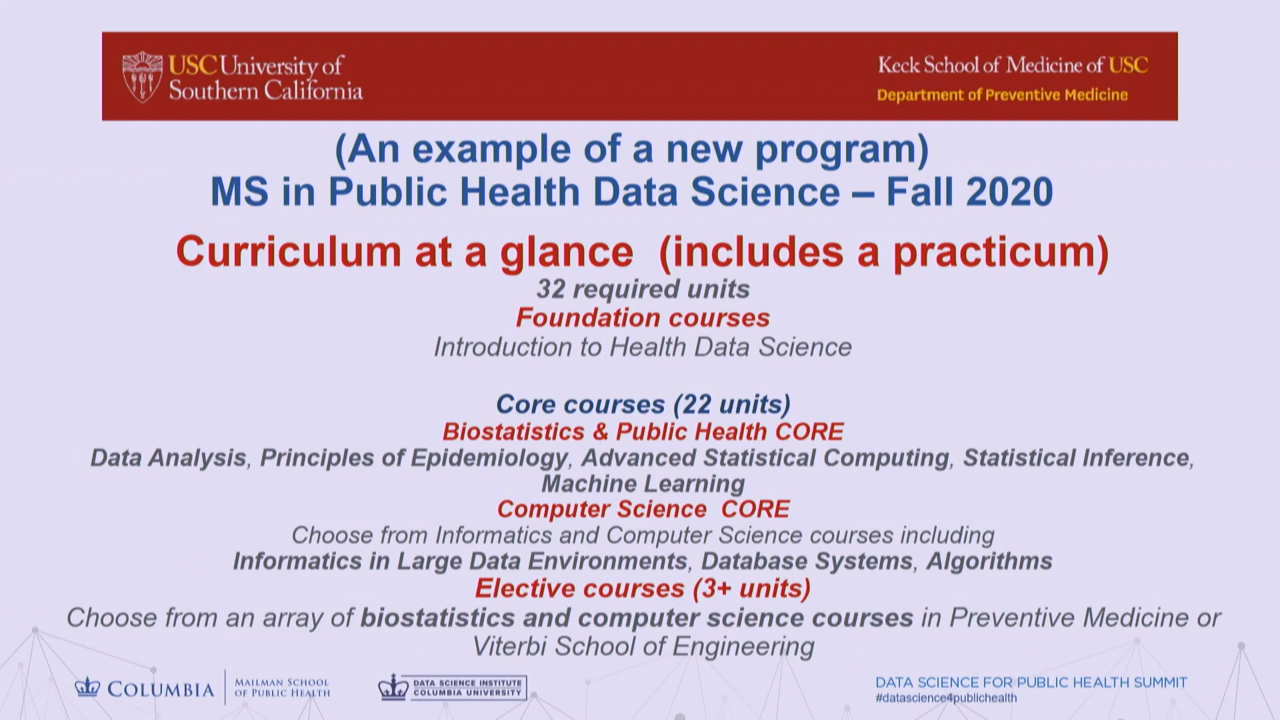 USC University of
Southern California
Keck School of Medicine of USC
Department of Preventive Medicine
(An example of a new program)
MS in Public Health Data Science – Fall 2020
Curriculum at a glance (includes a practicum)
32 required units
Foundation courses
Introduction to Health Data Science
Core courses (22 units)
Biostatistics & Public Health CORE
Data Analysis, Principles of Epidemiology, Advanced Statistical Computing, Statistical Inference,
Machine Learning
Computer Science CORE
Choose from Informatics and Computer Science courses including
Informatics in Large Data Environments, Database Systems, Algorithms
Elective courses (3+ units)
Choose from an array of biostatistics and computer science courses in Preventive Medicine or
Viterbi School of Engineering
COLUMBIA
MAILMAN SCHOOL
OF PUBLIC HEALTH
DATA SCIENCE INSTITUTE
COLUMBIA UNIVERSITY
DATA SCIENCE FOR PUBLIC HEALTH SUMMIT
#datascience4publichealth